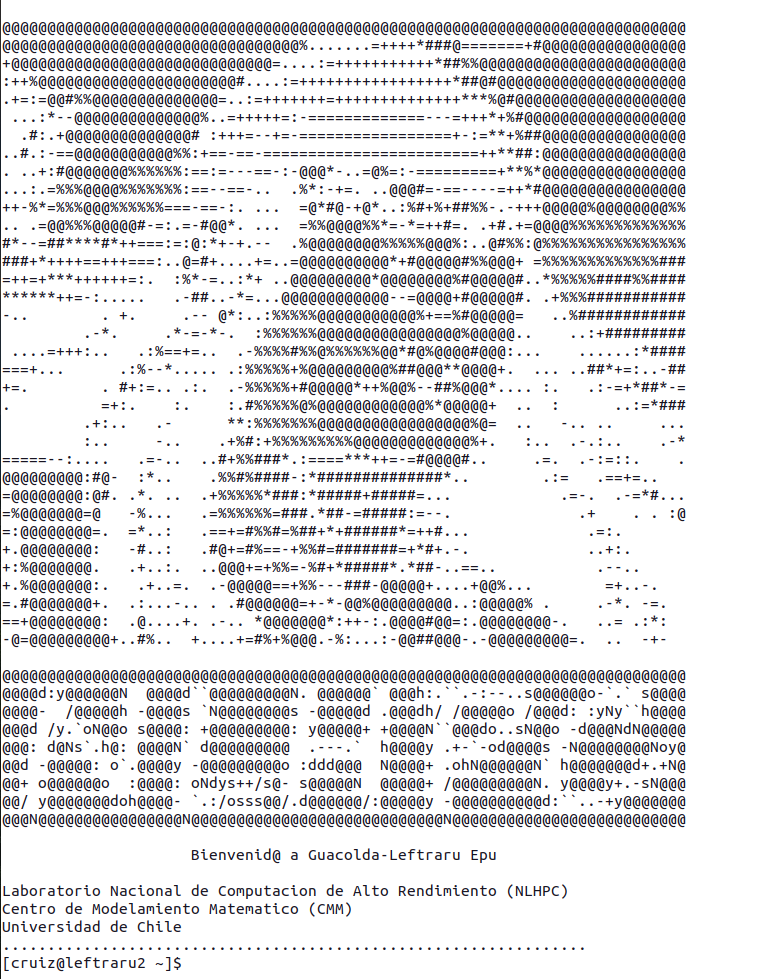 Bienvenid@ a Guacolda-Leftraru Epu
Laboratorio Nacional de Computacion de Alto Rendimiento (NLHPC)
Centro de Modelamiento Matematico (CMM)
Universidad de Chile
[cruiz@leftraru2 ~]$